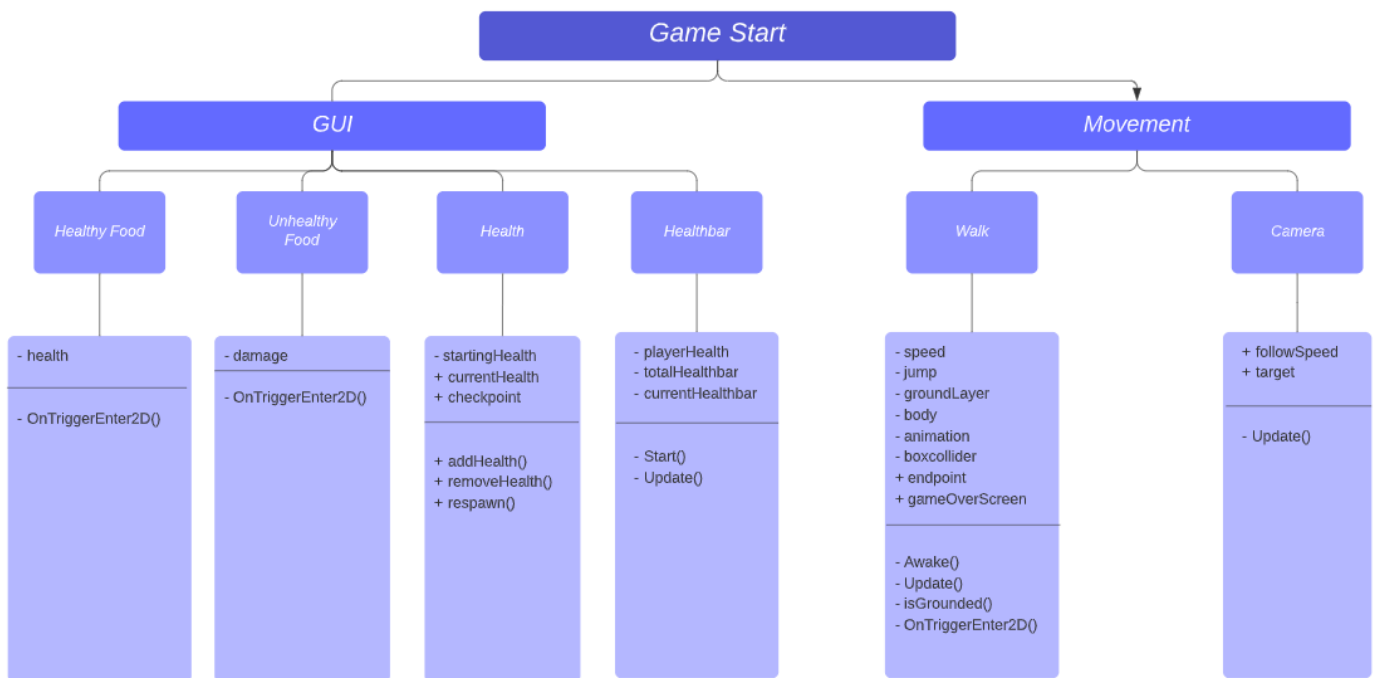 Game Start
GUI
Movement
Healthy Food
Unhealthy
Food
Health
Healthbar
Walk
Camera
- health
- OnTriggerEnter2D()
- damage
- OnTriggerEnter2D()
- startingHealth
+ currentHealth
+ checkpoint
+ addHealth()
+ removeHealth()
+ respawn()
- playerHealth
- totalHealthbar
- currentHealthbar
- Start()
- Update()
- speed
- jump
- groundLayer
- body
- animation
- boxcollider
+ endpoint
+ gameOverScreen
- Awake()
- Update()
- isGrounded()
- OnTriggerEnter2D()
+ followSpeed
+ target
- Update()